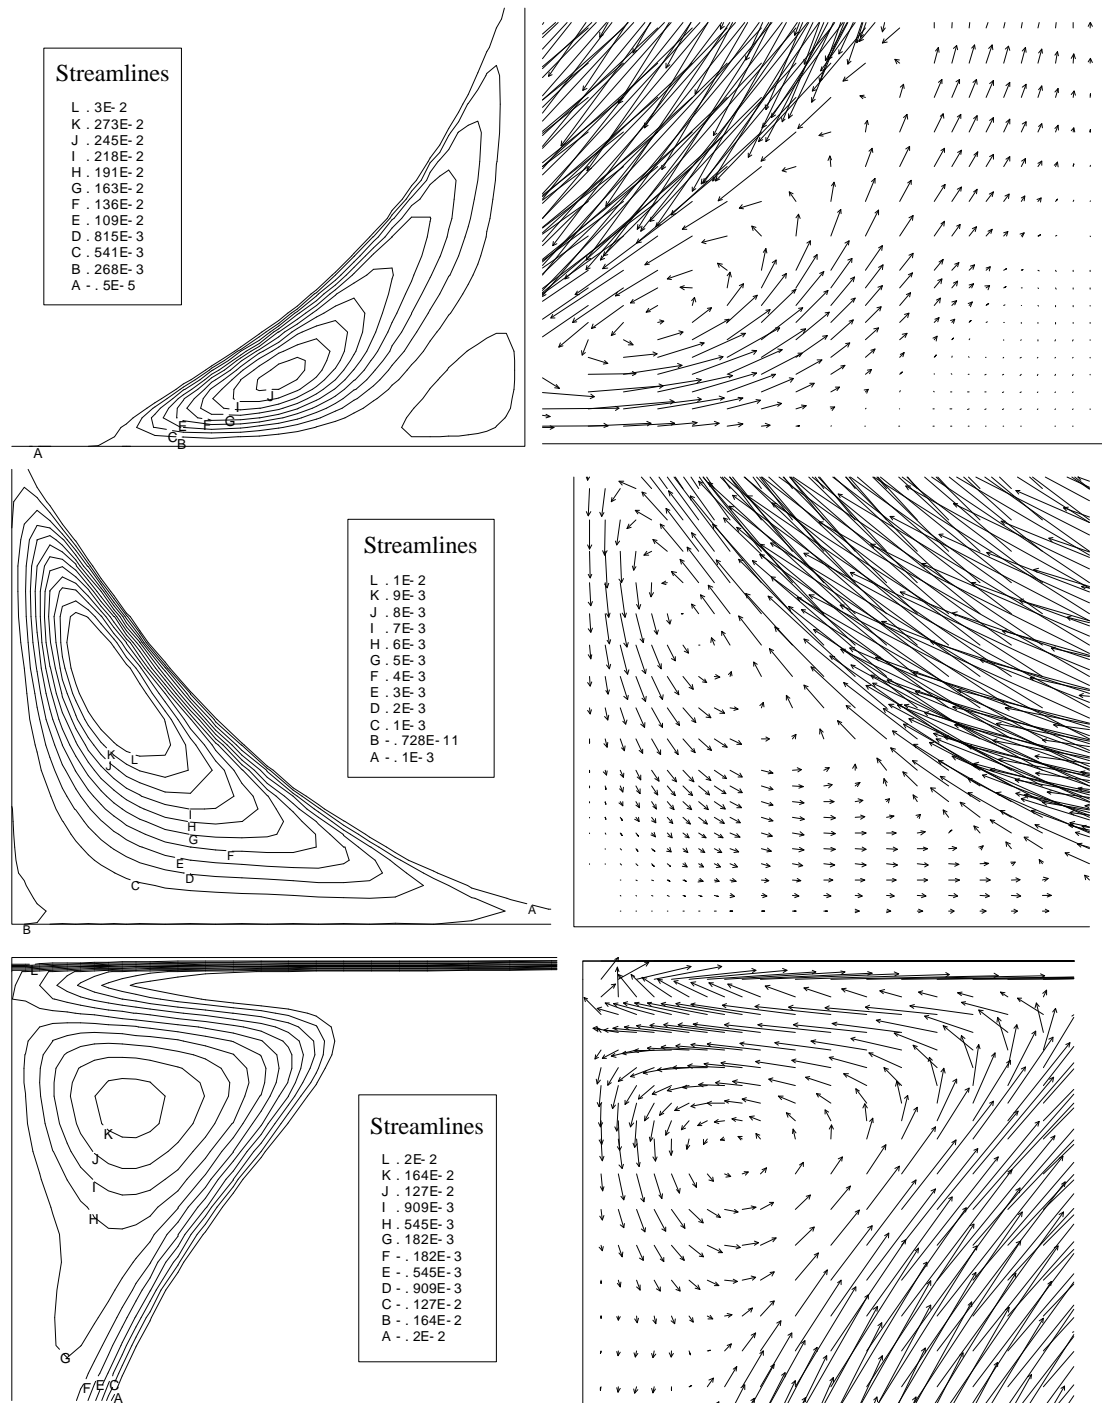 Streamlines
L . 3E- 2
K . 273E- 2
J . 245E- 2
I . 218E- 2
H . 191E- 2
G . 163E- 2
F . 136E- 2
E . 109E- 2
D . 815E- 3
C . 541E- 3
B . 268E- 3
A - . 5E- 5
J
I
G
F
E
C
B
A
Streamlines
L . 1E- 2
K . 9E- 3
J . 8E- 3
I . 7E- 3
H . 6E- 3
G . 5E- 3
F . 4E- 3
E . 3E- 3
D . 2E- 3
C . 1E- 3
B - . 728E- 11
A - . 1E- 3
K
L
J
I
H
G
F
E
D
C
A
B
L
Streamlines
L . 2E- 2
K . 164E- 2
J . 127E- 2
I . 909E- 3
H . 545E- 3
G . 182E- 3
F - . 182E- 3
E - . 545E- 3
D - . 909E- 3
C - . 127E- 2
B - . 164E- 2
A - . 2E- 2
K
J
I
H
G
F E C
A